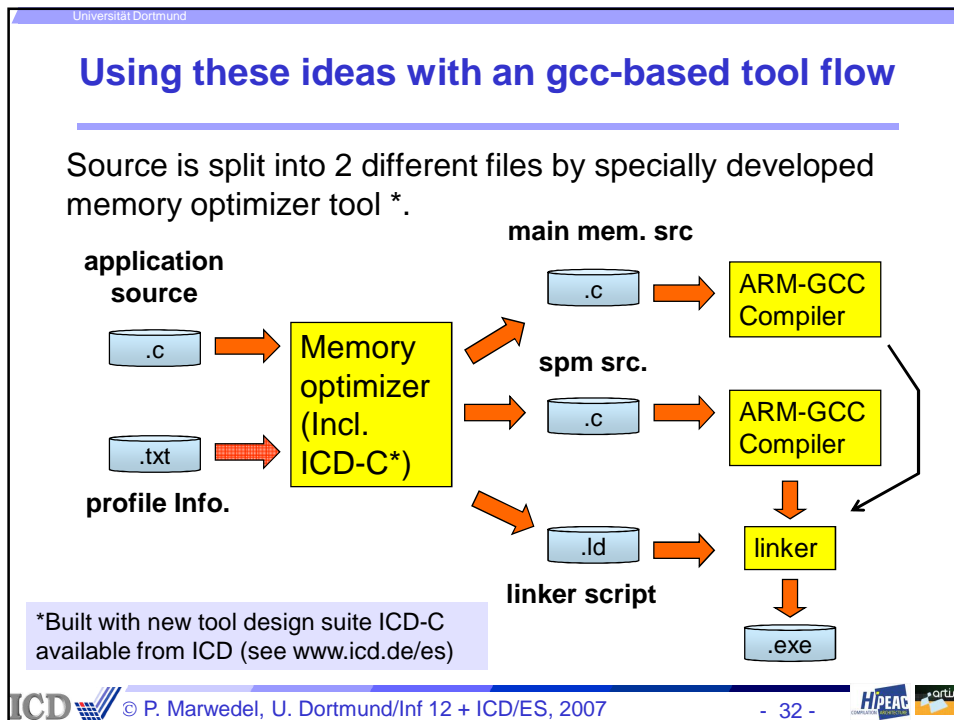 Universität Dortmund
Using these ideas with an gcc-based tool flow
Source is split into 2 different files by specially developed
memory optimizer tool *.
application
source
.c
.txt
profile Info.
Memory
optimizer
(Incl.
ICD-C*)
main mem. src
.c
ARM-GCC
Compiler
spm src.
.c
ARM-GCC
Compiler
.ld
linker script
linker
.exe
*Built with new tool design suite ICD-C
available from ICD (see www.icd.de/es)
ICD
© P. Marwedel, U. Dortmund/Inf 12 + ICD/ES, 2007
- 32 -
HiPEAC